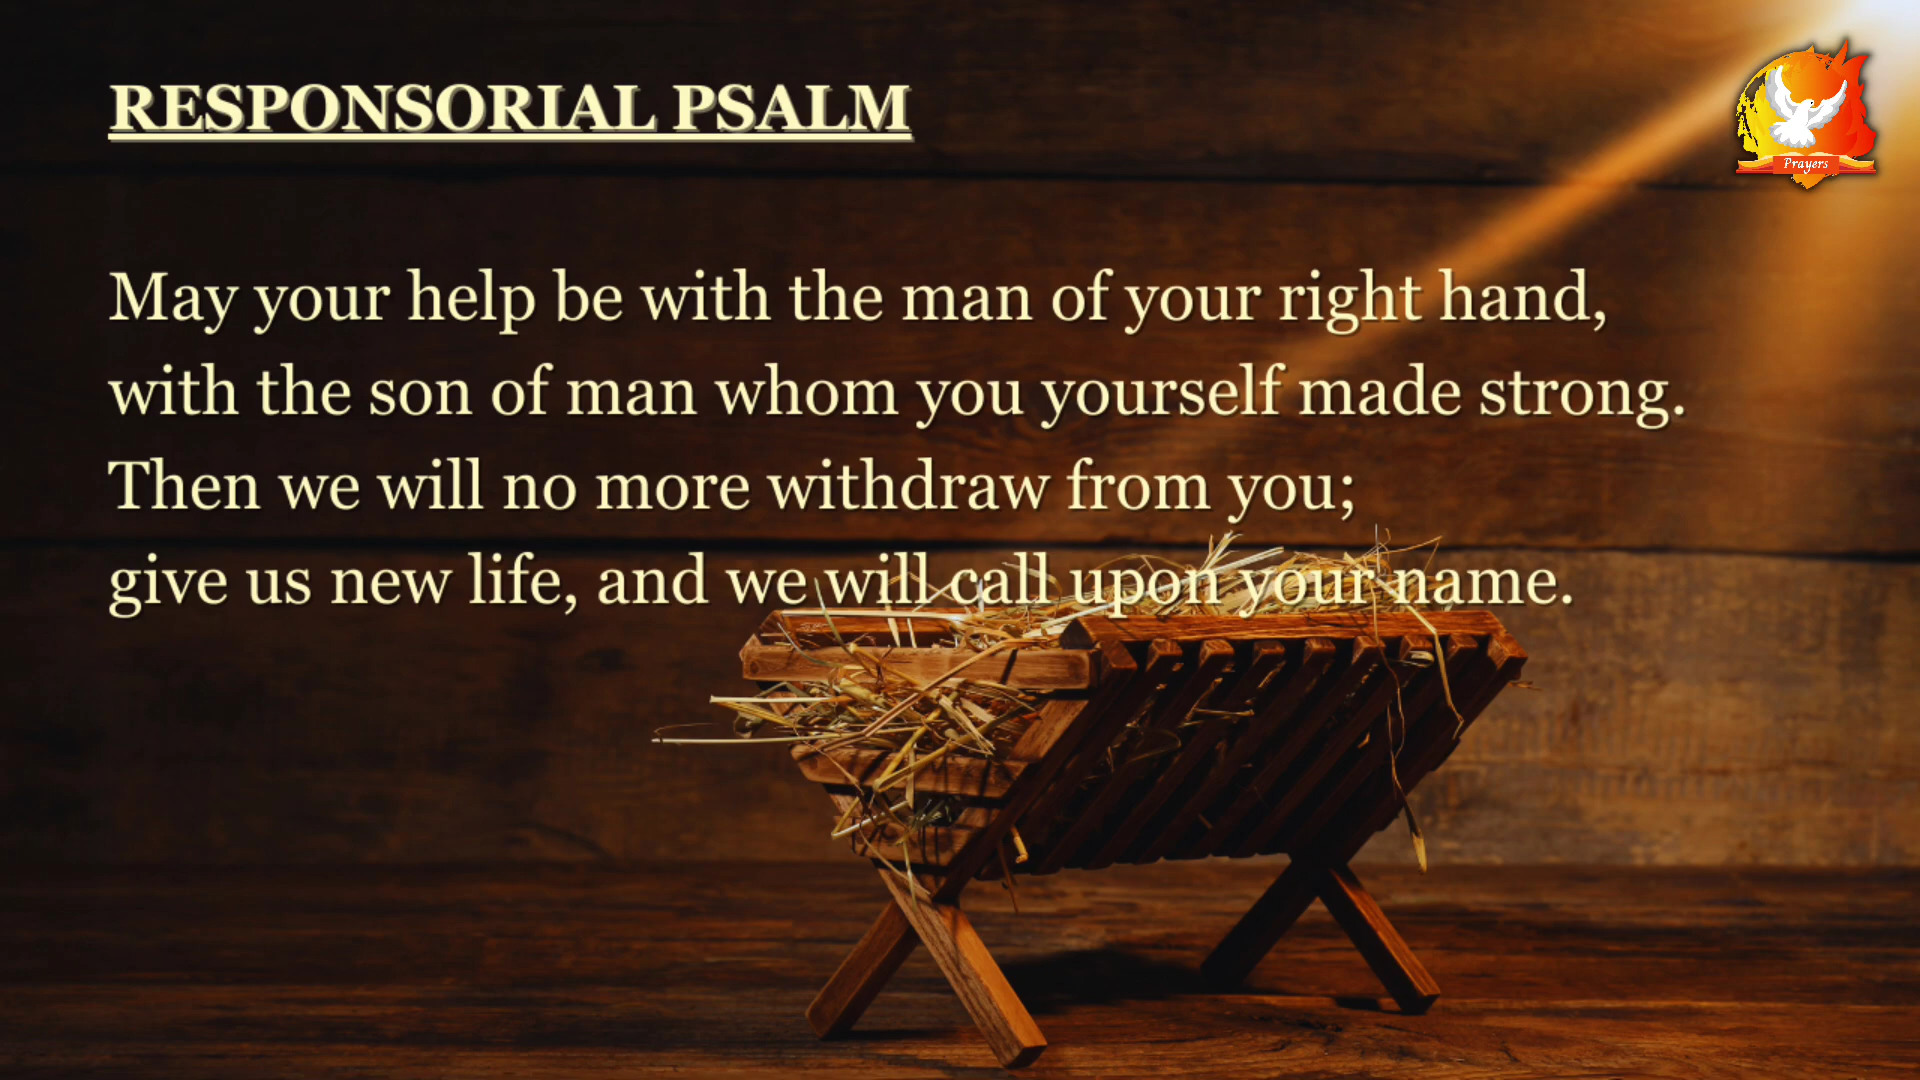 RESPONSORIAL PSALM
Prayers
May your help be with the man of your right hand,
with the son of man whom you yourself made strong.
Then we will no more withdraw from you;
give us new life, and we will call upon your name.